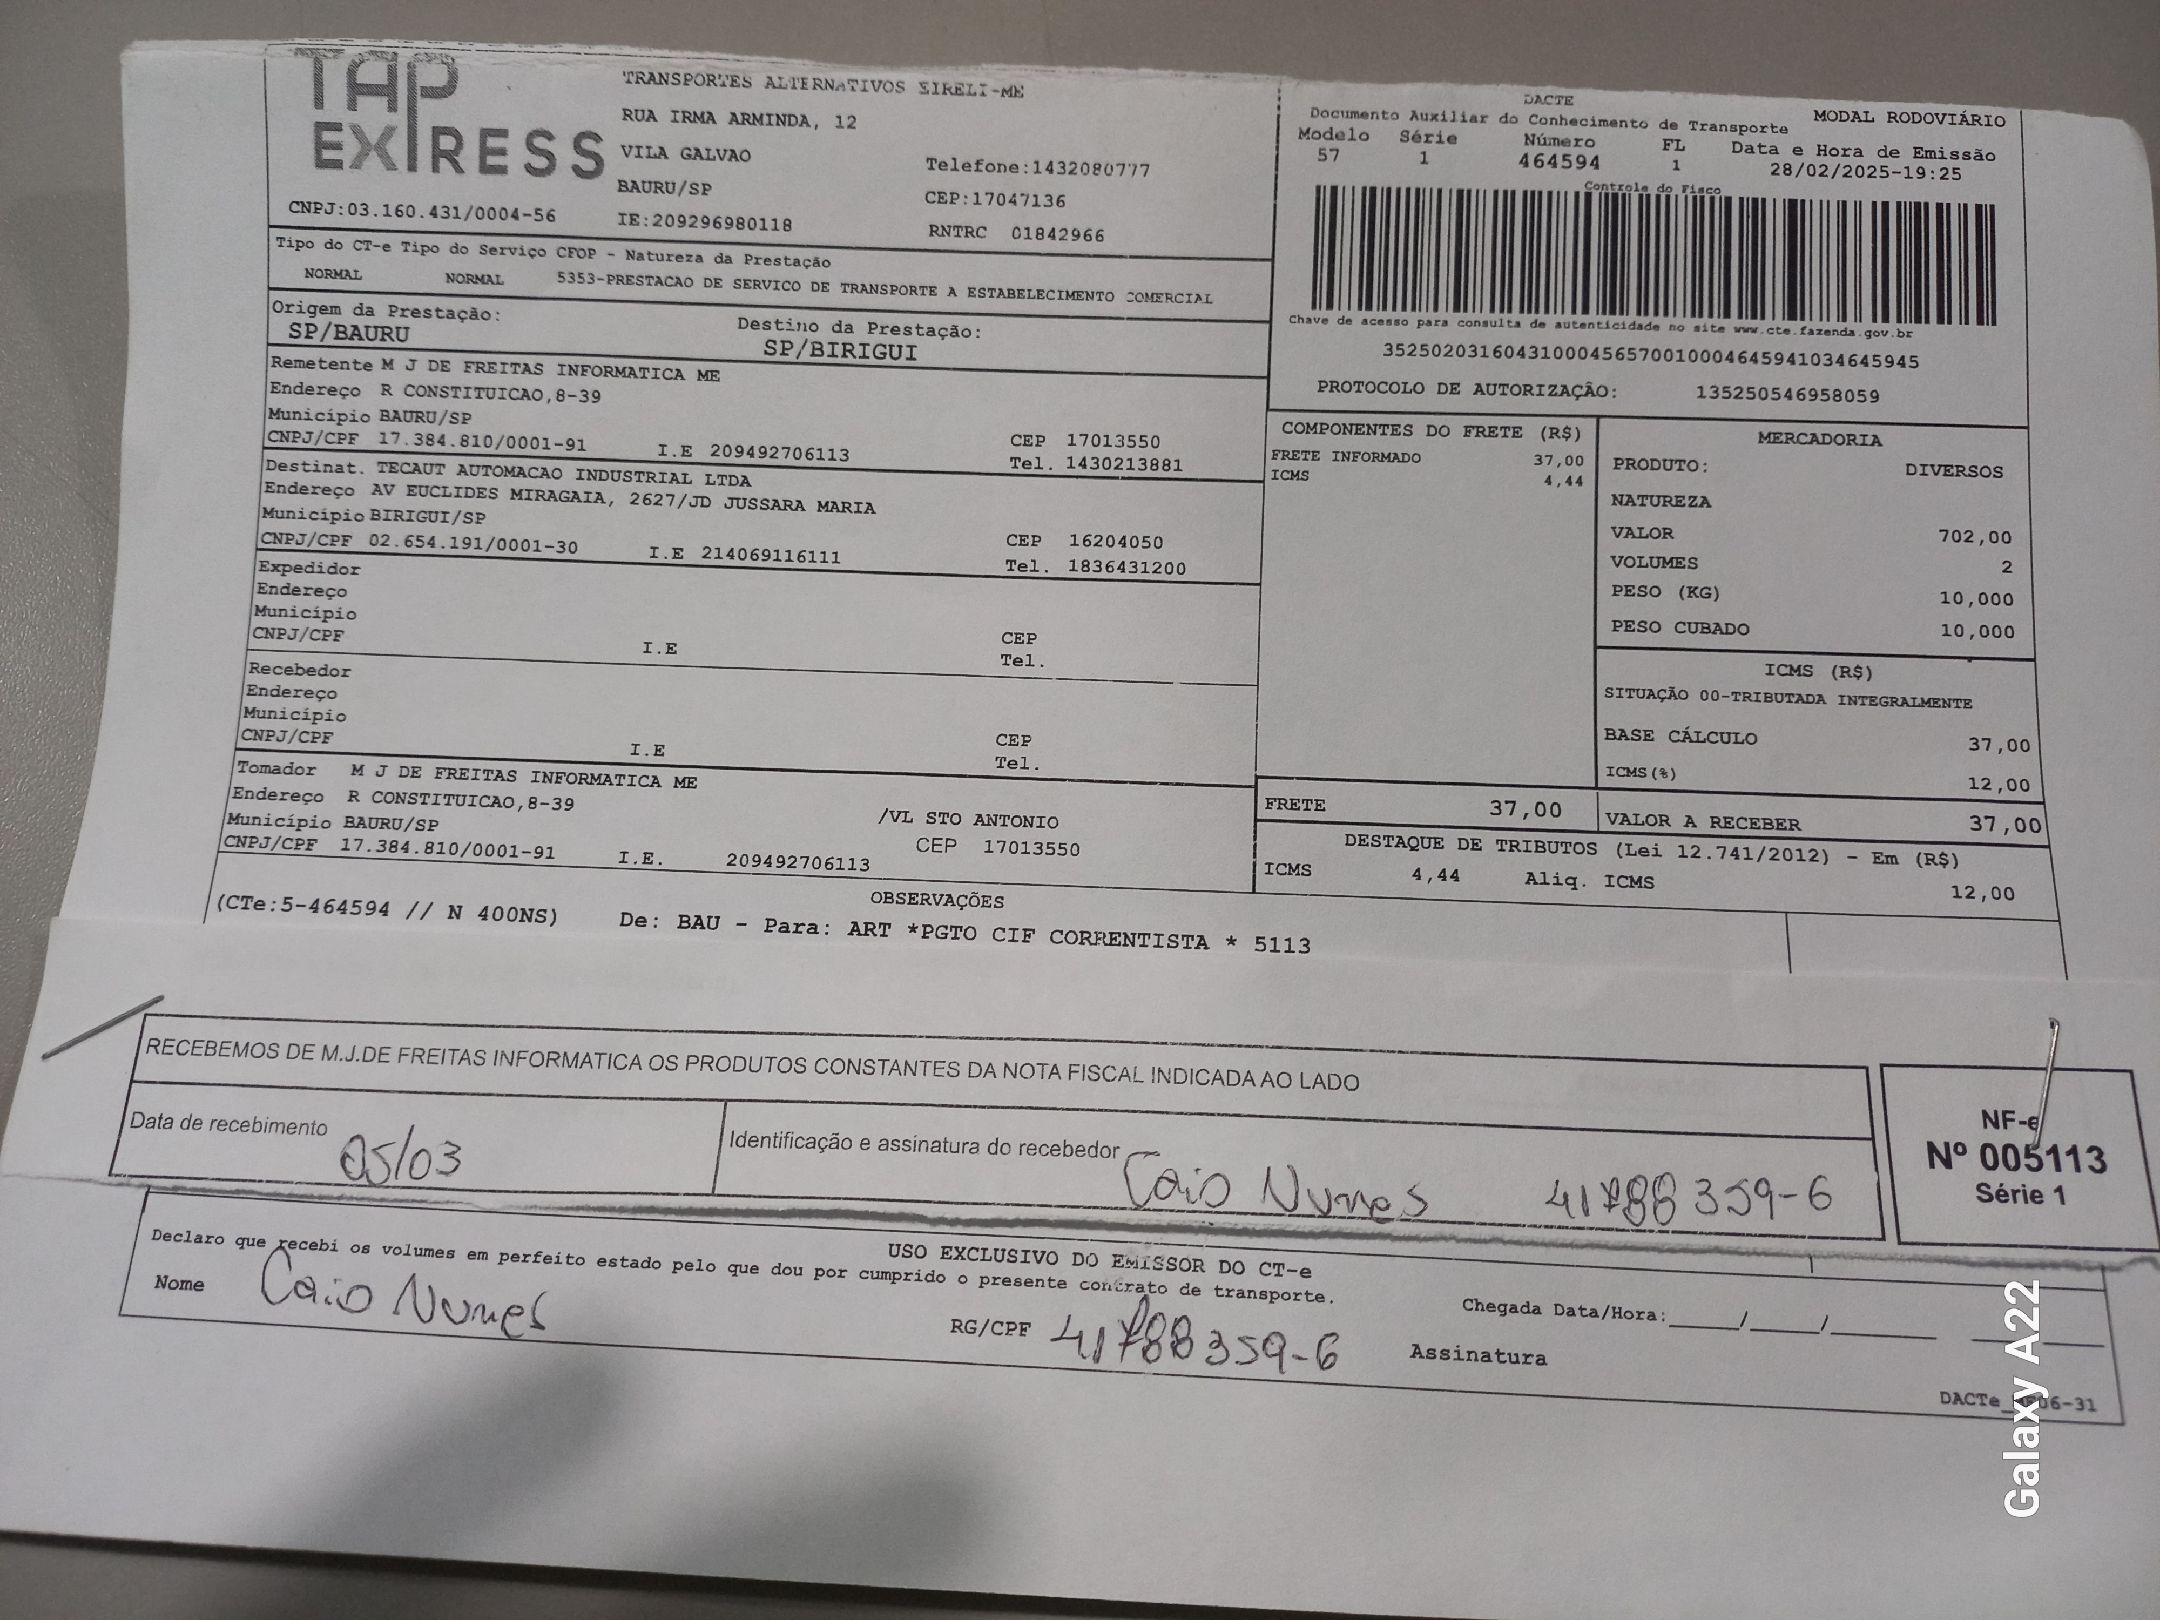 TAP EXPRESS
TRANSPORTES ALTERNATIVOS EIRELI-ME
RUA IRMA ARMINDA, 12
VILA GALVAO
Telefone:1432080777
BAURU/SP
CEP:17047136
CNPJ:03.160.431/0004-56
IE:209296980118
RNTRC 01842966
DACTE
Documento Auxiliar do Conhecimento de Transporte
MODAL RODOVIÁRIO
Modelo Série Número FL Data e Hora de Emissão
57 1 464594 1 28/02/2025-19:25
Controle do Fisco
Chave de acesso para consulta de autenticidade no site www.cte.fazenda.gov.br
35250203160431000456570010004645941034645945
PROTOCOLO DE AUTORIZAÇÃO: 135250546958059
Tipo do CT-e Tipo do Serviço CFOP - Natureza da Prestação
NORMAL NORMAL 5353-PRESTACAO DE SERVICO DE TRANSPORTE A ESTABELECIMENTO COMERCIAL
Origem da Prestação: Destino da Prestação:
SP/BAURU SP/BIRIGUI
Remetente M J DE FREITAS INFORMATICA ME
Endereço R CONSTITUICAO,8-39
Município BAURU/SP
CEP 17013550
CNPJ/CPF 17.384.810/0001-91 I.E 209492706113
Tel. 1430213881
Destinat. TECAUT AUTOMACAO INDUSTRIAL LTDA
Endereço AV EUCLIDES MIRAGAIA, 2627/JD JUSSARA MARIA
Município BIRIGUI/SP
CEP 16204050
CNPJ/CPF 02.654.191/0001-30 I.E 214069116111
Tel. 1836431200
Expedidor
Endereço
Município
CEP
CNPJ/CPF I.E
Tel.
Recebedor
Endereço
Município
CEP
CNPJ/CPF I.E
Tel.
Tomador M J DE FREITAS INFORMATICA ME
Endereço R CONSTITUICAO,8-39 /VL STO ANTONIO
Município BAURU/SP CEP 17013550
CNPJ/CPF 17.384.810/0001-91 I.E. 209492706113
COMPONENTES DO FRETE (R$)
FRETE INFORMADO 37,00
ICMS 4,44
MERCADORIA
PRODUTO: DIVERSOS
NATUREZA
VALOR 702,00
VOLUMES 2
PESO (KG) 10,000
PESO CUBADO 10,000
ICMS (R$)
SITUAÇÃO 00-TRIBUTADA INTEGRALMENTE
BASE CÁLCULO 37,00
ICMS(%) 12,00
FRETE 37,00 VALOR A RECEBER 37,00
DESTAQUE DE TRIBUTOS (Lei 12.741/2012) - Em (R$)
ICMS 4,44 Aliq. ICMS 12,00
OBSERVAÇÕES
(CTe:5-464594 // N 400NS) De: BAU - Para: ART *PGTO CIF CORRENTISTA * 5113
RECEBEMOS DE M.J.DE FREITAS INFORMATICA OS PRODUTOS CONSTANTES DA NOTA FISCAL INDICADA AO LADO
Data de recebimento 05/03
Identificação e assinatura do recebedor Caio Nunes 41788359-6
NF-e
Nº 005113
Série 1
USO EXCLUSIVO DO EMISSOR DO CT-e
Declaro que recebi os volumes em perfeito estado pelo que dou por cumprido o presente contrato de transporte.
Nome Caio Nunes
RG/CPF 41788359-6
Chegada Data/Hora:____/____/______
Assinatura
Galaxy A22